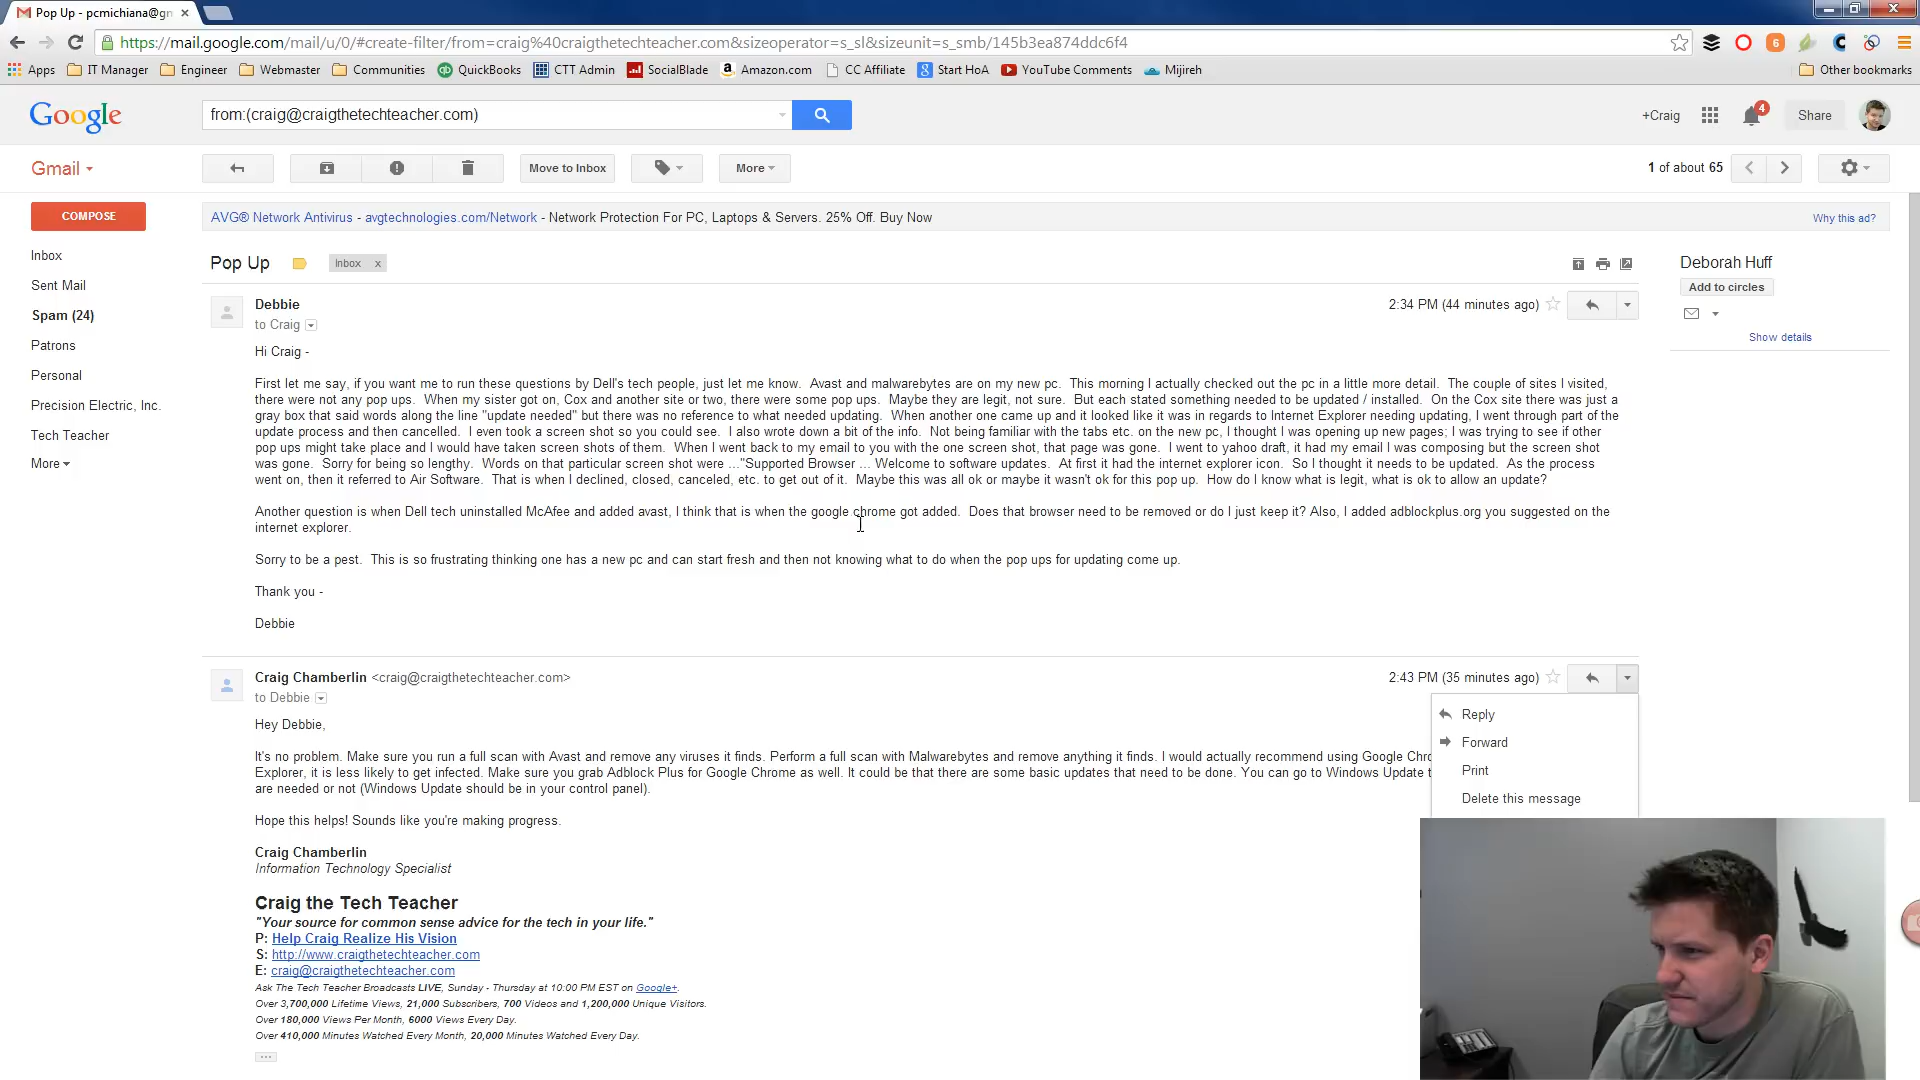 Pop Up - pcmichiana@gm
https://mail.google.com/mail/u/0/#create-filter/from=craig%40craigthetechteacher.com&sizeoperator=s_sl&sizeunit=s_smb/145b3ea874ddc6f4
6
Apps IT Manager Engineer Webmaster Communities QuickBooks CTT Admin SocialBlade Amazon.com CC Affiliate Start HoA YouTube Comments Mijireh Other bookmarks
Google from:(craig@craigthetechteacher.com) +Craig 4 Share
Gmail Move to Inbox More 1 of about 65
COMPOSE
Inbox
Sent Mail
Spam (24)
Patrons
Personal
Precision Electric, Inc.
Tech Teacher
More
AVG® Network Antivirus - avgtechnologies.com/Network - Network Protection For PC, Laptops & Servers. 25% Off. Buy Now Why this ad?
Pop Up Inbox x
Deborah Huff
Add to circles
Show details
Debbie 2:34 PM (44 minutes ago)
to Craig
Hi Craig -
First let me say, if you want me to run these questions by Dell's tech people, just let me know. Avast and malwarebytes are on my new pc. This morning I actually checked out the pc in a little more detail. The couple of sites I visited,
there were not any pop ups. When my sister got on, Cox and another site or two, there were some pop ups. Maybe they are legit, not sure. But each stated something needed to be updated / installed. On the Cox site there was just a
gray box that said words along the line "update needed" but there was no reference to what needed updating. When another one came up and it looked like it was in regards to Internet Explorer needing updating, I went through part of the
update process and then cancelled. I even took a screen shot so you could see. I also wrote down a bit of the info. Not being familiar with the tabs etc. on the new pc, I thought I was opening up new pages; I was trying to see if other
pop ups might take place and I would have taken screen shots of them. When I went back to my email to you with the one screen shot, that page was gone. I went to yahoo draft, it had my email I was composing but the screen shot
was gone. Sorry for being so lengthy. Words on that particular screen shot were ..."Supported Browser ... Welcome to software updates. At first it had the internet explorer icon. So I thought it needs to be updated. As the process
went on, then it referred to Air Software. That is when I declined, closed, canceled, etc. to get out of it. Maybe this was all ok or maybe it wasn't ok for this pop up. How do I know what is legit, what is ok to allow an update?
Another question is when Dell tech uninstalled McAfee and added avast, I think that is when the google chrome got added. Does that browser need to be removed or do I just keep it? Also, I added adblockplus.org you suggested on the
internet explorer.
Sorry to be a pest. This is so frustrating thinking one has a new pc and can start fresh and then not knowing what to do when the pop ups for updating come up.
Thank you -
Debbie
Craig Chamberlin <craig@craigthetechteacher.com> 2:43 PM (35 minutes ago)
to Debbie
Reply
Forward
Print
Delete this message
Hey Debbie,
It's no problem. Make sure you run a full scan with Avast and remove any viruses it finds. Perform a full scan with Malwarebytes and remove anything it finds. I would actually recommend using Google Chro
Explorer, it is less likely to get infected. Make sure you grab Adblock Plus for Google Chrome as well. It could be that there are some basic updates that need to be done. You can go to Windows Update t
are needed or not (Windows Update should be in your control panel).
Hope this helps! Sounds like you're making progress.
Craig Chamberlin
Information Technology Specialist
Craig the Tech Teacher
"Your source for common sense advice for the tech in your life."
P: Help Craig Realize His Vision
S: http://www.craigthetechteacher.com
E: craig@craigthetechteacher.com
Ask The Tech Teacher Broadcasts LIVE, Sunday - Thursday at 10:00 PM EST on Google+.
Over 3,700,000 Lifetime Views, 21,000 Subscribers, 700 Videos and 1,200,000 Unique Visitors.
Over 180,000 Views Per Month, 6000 Views Every Day.
Over 410,000 Minutes Watched Every Month, 20,000 Minutes Watched Every Day.